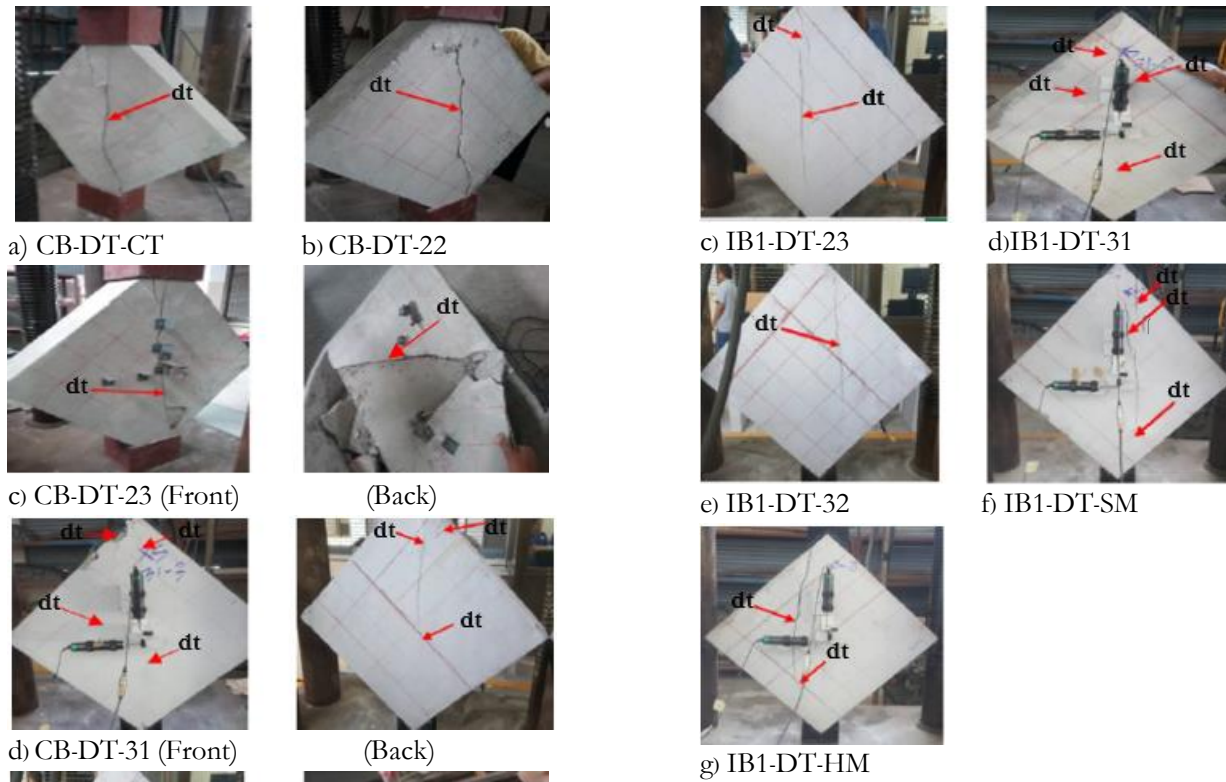 dt
dt
a) CB-DT-CT
b) CB-DT-22
dt
dt
c) CB-DT-23 (Front)
(Back)
dt
dt
dt
dt
dt
dt
dt
d) CB-DT-31 (Front)
(Back)
dt
dt
dt
dt
dt
dt
c) IB1-DT-23
d)IB1-DT-31
dt
dt
dt
dt
e) IB1-DT-32
f) IB1-DT-SM
dt
dt
g) IB1-DT-HM